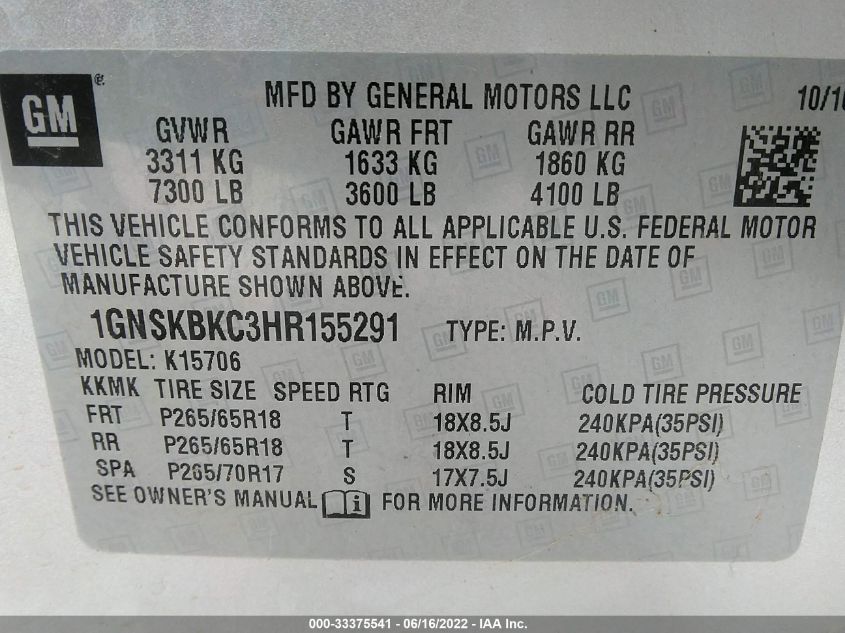 GM
MFD BY GENERAL MOTORS LLC 10/16
GVWR GAWR FRT GAWR RR
3311 KG 1633 KG 1860 KG
7300 LB 3600 LB 4100 LB
THIS VEHICLE CONFORMS TO ALL APPLICABLE U.S. FEDERAL MOTOR
VEHICLE SAFETY STANDARDS IN EFFECT ON THE DATE OF
MANUFACTURE SHOWN ABOVE.
1GNSKBKC3HR155291 TYPE: M.P.V.
MODEL: K15706
KKMK TIRE SIZE SPEED RTG RIM COLD TIRE PRESSURE
FRT P265/65R18 T 18X8.5J 240KPA(35PSI)
RR P265/65R18 T 18X8.5J 240KPA(35PSI)
SPA P265/70R17 S 17X7.5J 240KPA(35PSI)
SEE OWNER'S MANUAL i FOR MORE INFORMATION.
000-33375541 - 06/16/2022 - IAA Inc.